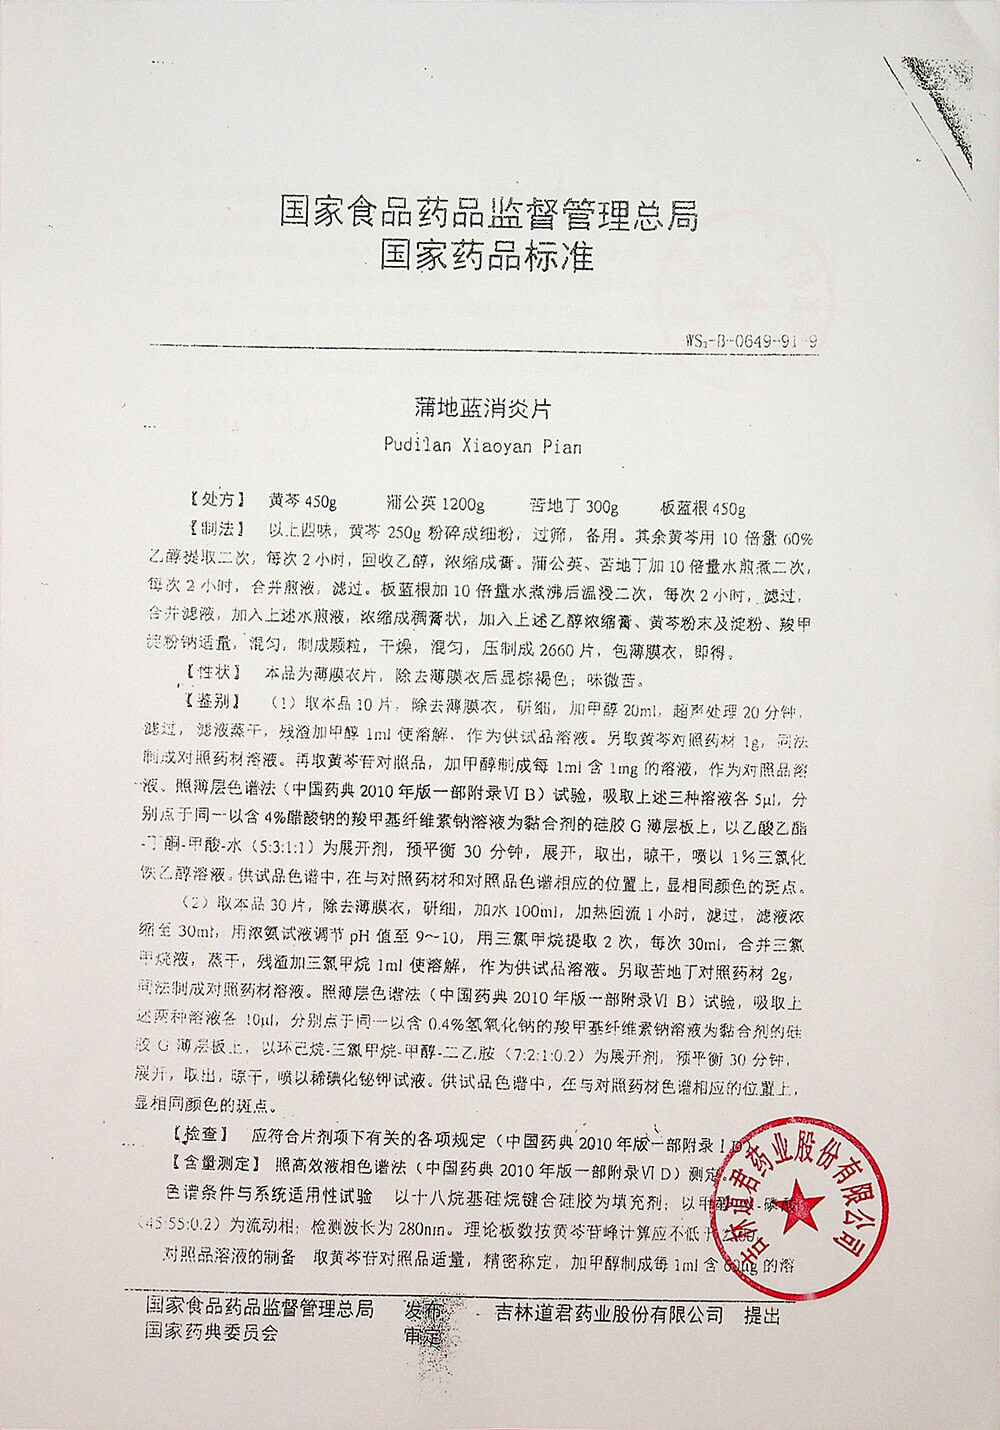 国家食品药品监督管理总局
国家药品标准
WS₃-B-0649-91-9
蒲地蓝消炎片
Pudilan Xiaoyan Pian
【处方】 黄芩 450g 蒲公英 1200g 苦地丁 300g 板蓝根 450g
【制法】 以上四味，黄芩 250g 粉碎成细粉，过筛，备用。其余黄芩用 10 倍量 60%
乙醇提取二次，每次 2 小时，回收乙醇，浓缩成膏。蒲公英、苦地丁加 10 倍量水煎煮二次，
每次 2 小时，合并煎液，滤过。板蓝根加 10 倍量水煮沸后温浸二次，每次 2 小时，滤过，
合并滤液，加入上述水煎液，浓缩成稠膏状，加入上述乙醇浓缩膏、黄芩粉末及淀粉、羧甲
淀粉钠适量，混匀，制成颗粒，干燥，混匀，压制成 2660 片，包薄膜衣，即得。
【性状】 本品为薄膜衣片，除去薄膜衣后显棕褐色；味微苦。
【鉴别】 （1）取本品 10 片，除去薄膜衣，研细，加甲醇 20ml，超声处理 20 分钟，
滤过，滤液蒸干，残渣加甲醇 1ml 使溶解，作为供试品溶液。另取黄芩对照药材 1g，同法
制成对照药材溶液。再取黄芩苷对照品，加甲醇制成每 1ml 含 1mg 的溶液，作为对照品溶
液、照薄层色谱法（中国药典 2010 年版一部附录Ⅵ B）试验，吸取上述三种溶液各 5μl，分
别点于同一以含 4%醋酸钠的羧甲基纤维素钠溶液为黏合剂的硅胶 G 薄层板上，以乙酸乙酯
-丁酮-甲酸-水（5:3:1:1）为展开剂，预平衡 30 分钟，展开，取出，晾干，喷以 1%三氯化
铁乙醇溶液。供试品色谱中，在与对照药材和对照品色谱相应的位置上，显相同颜色的斑点。
（2）取本品 30 片，除去薄膜衣，研细，加水 100ml，加热回流 1 小时，滤过，滤液浓
缩至 30ml，用浓氨试液调节 pH 值至 9～10，用三氯甲烷提取 2 次，每次 30ml，合并三氯
甲烷液，蒸干，残渣加三氯甲烷 1ml 使溶解，作为供试品溶液。另取苦地丁对照药材 2g，
同法制成对照药材溶液。照薄层色谱法（中国药典 2010 年版一部附录Ⅵ B）试验，吸取上
述两种溶液各 10μl，分别点于同一以含 0.4%氢氧化钠的羧甲基纤维素钠溶液为黏合剂的硅
胶 G 薄层板上，以环己烷-三氯甲烷-甲醇-二乙胺（7:2:1:0.2）为展开剂，预平衡 30 分钟，
展开，取出，晾干，喷以稀碘化铋钾试液。供试品色谱中，在与对照药材色谱相应的位置上，
显相同颜色的斑点。
【检查】 应符合片剂项下有关的各项规定（中国药典 2010 年版一部附录 I D
【含量测定】 照高效液相色谱法（中国药典 2010 年版一部附录Ⅵ D）测定。
色谱条件与系统适用性试验 以十八烷基硅烷键合硅胶为填充剂；以甲醇 -磷酸
（45:55:0.2）为流动相；检测波长为 280nm。理论板数按黄芩苷峰计算应不低于
对照品溶液的制备 取黄芩苷对照品适量，精密称定，加甲醇制成每 1ml 含 60μg 的溶
吉林道君药业股份有限公司
国家食品药品监督管理总局 发布 吉林道君药业股份有限公司 提出
国家药典委员会 审定